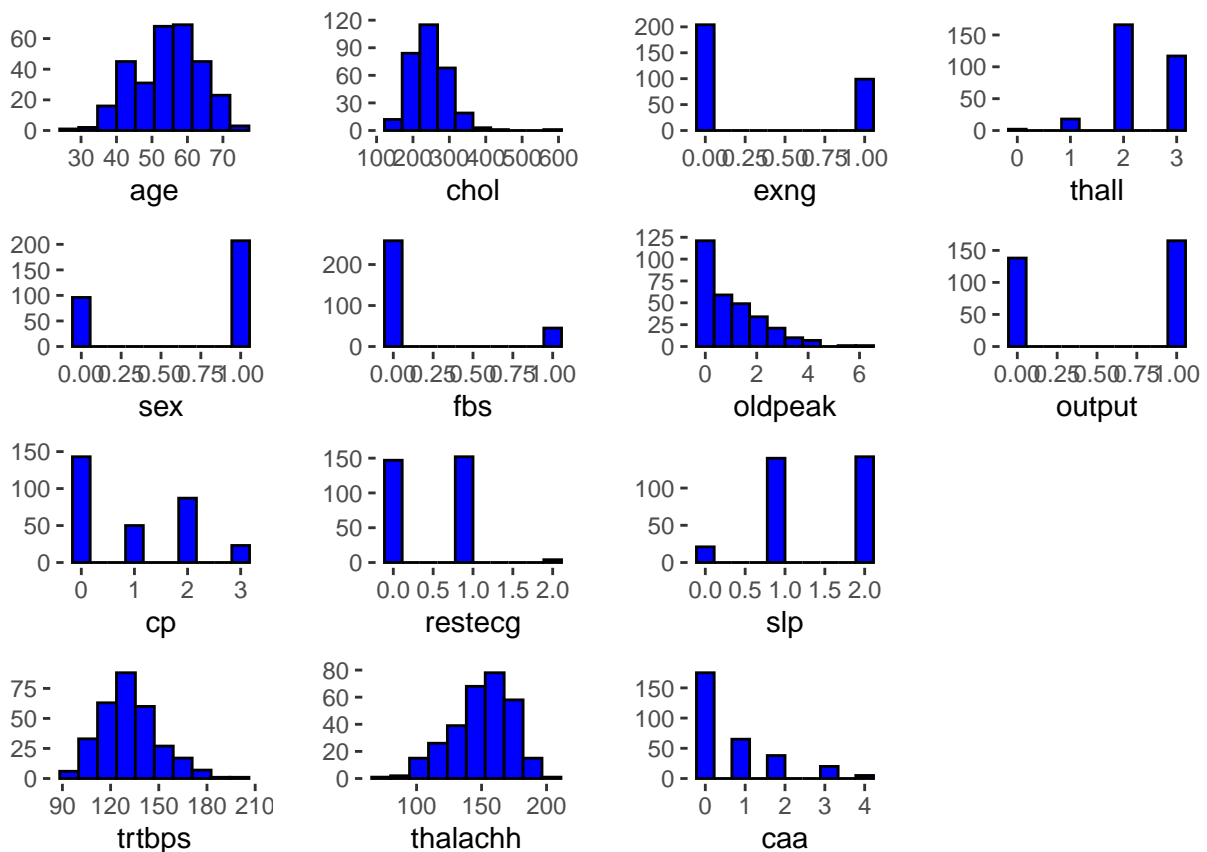 60
40
20
0
30 40 50 60 70
age
120
90
60
30
0
100 200 300 400 500 600
chol
200
150
100
50
0
0.00 0.25 0.50 0.75 1.00
exng
150
100
50
0
0 1 2 3
thall
200
150
100
50
0
0.00 0.25 0.50 0.75 1.00
sex
200
100
0
0.00 0.25 0.50 0.75 1.00
fbs
125
100
75
50
25
0
0 2 4 6
oldpeak
150
100
50
0
0.00 0.25 0.50 0.75 1.00
output
150
100
50
0
0 1 2 3
cp
150
100
50
0
0.0 0.5 1.0 1.5 2.0
restecg
100
50
0
0.0 0.5 1.0 1.5 2.0
slp
75
50
25
0
90 120 150 180 210
trtbps
80
60
40
20
0
100 150 200
thalachh
150
100
50
0
0 1 2 3 4
caa